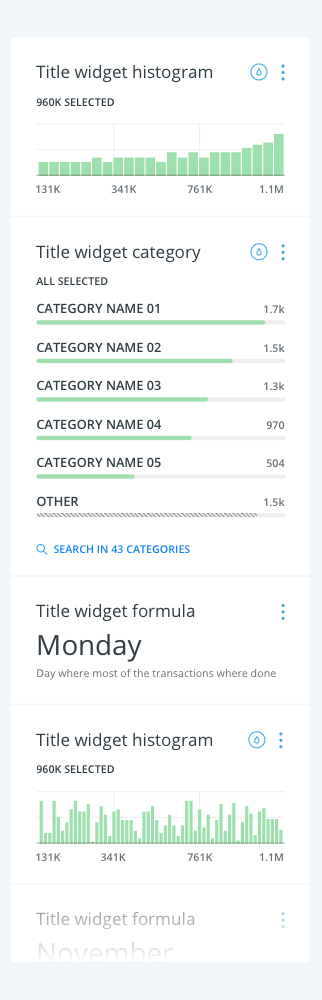 Title widget histogram
960K SELECTED
131K 341K 761K 1.1M
Title widget category
ALL SELECTED
CATEGORY NAME 01 1.7k
CATEGORY NAME 02 1.5k
CATEGORY NAME 03 1.3k
CATEGORY NAME 04 970
CATEGORY NAME 05 504
OTHER 1.5k
SEARCH IN 43 CATEGORIES
Title widget formula
Monday
Day where most of the transactions where done
Title widget histogram
960K SELECTED
131K 341K 761K 1.1M
Title widget formula
November